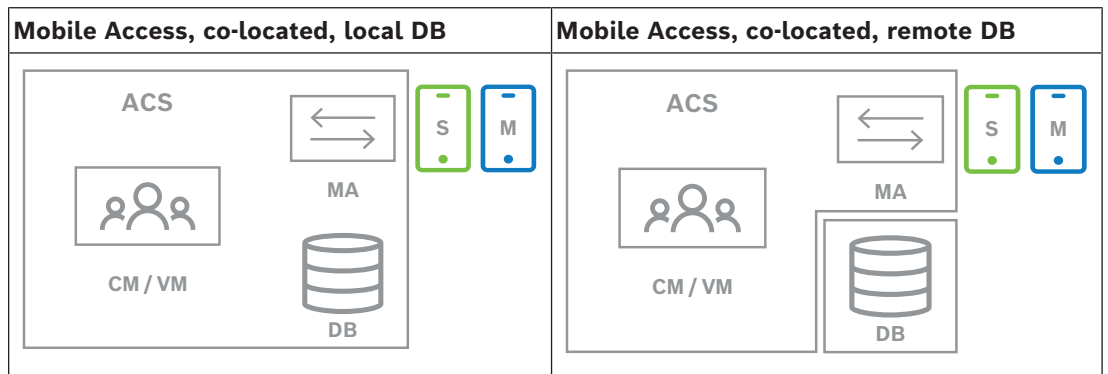 Mobile Access, co-located, local DB
Mobile Access, co-located, remote DB
ACS
S
M
MA
CM / VM
DB
ACS
S
M
MA
CM / VM
DB